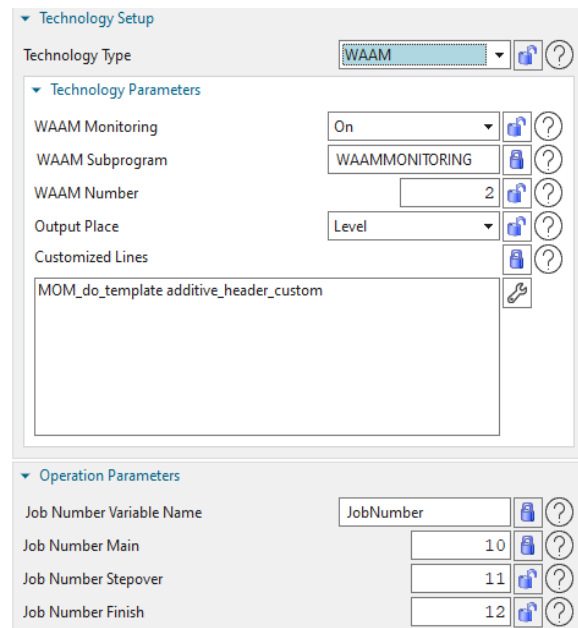 Technology Setup
Technology Type WAAM
Technology Parameters
WAAM Monitoring On
WAAM Subprogram WAAMMONITORING
WAAM Number 2
Output Place Level
Customized Lines
MOM_do_template additive_header_custom
Operation Parameters
Job Number Variable Name JobNumber
Job Number Main 10
Job Number Stepover 11
Job Number Finish 12